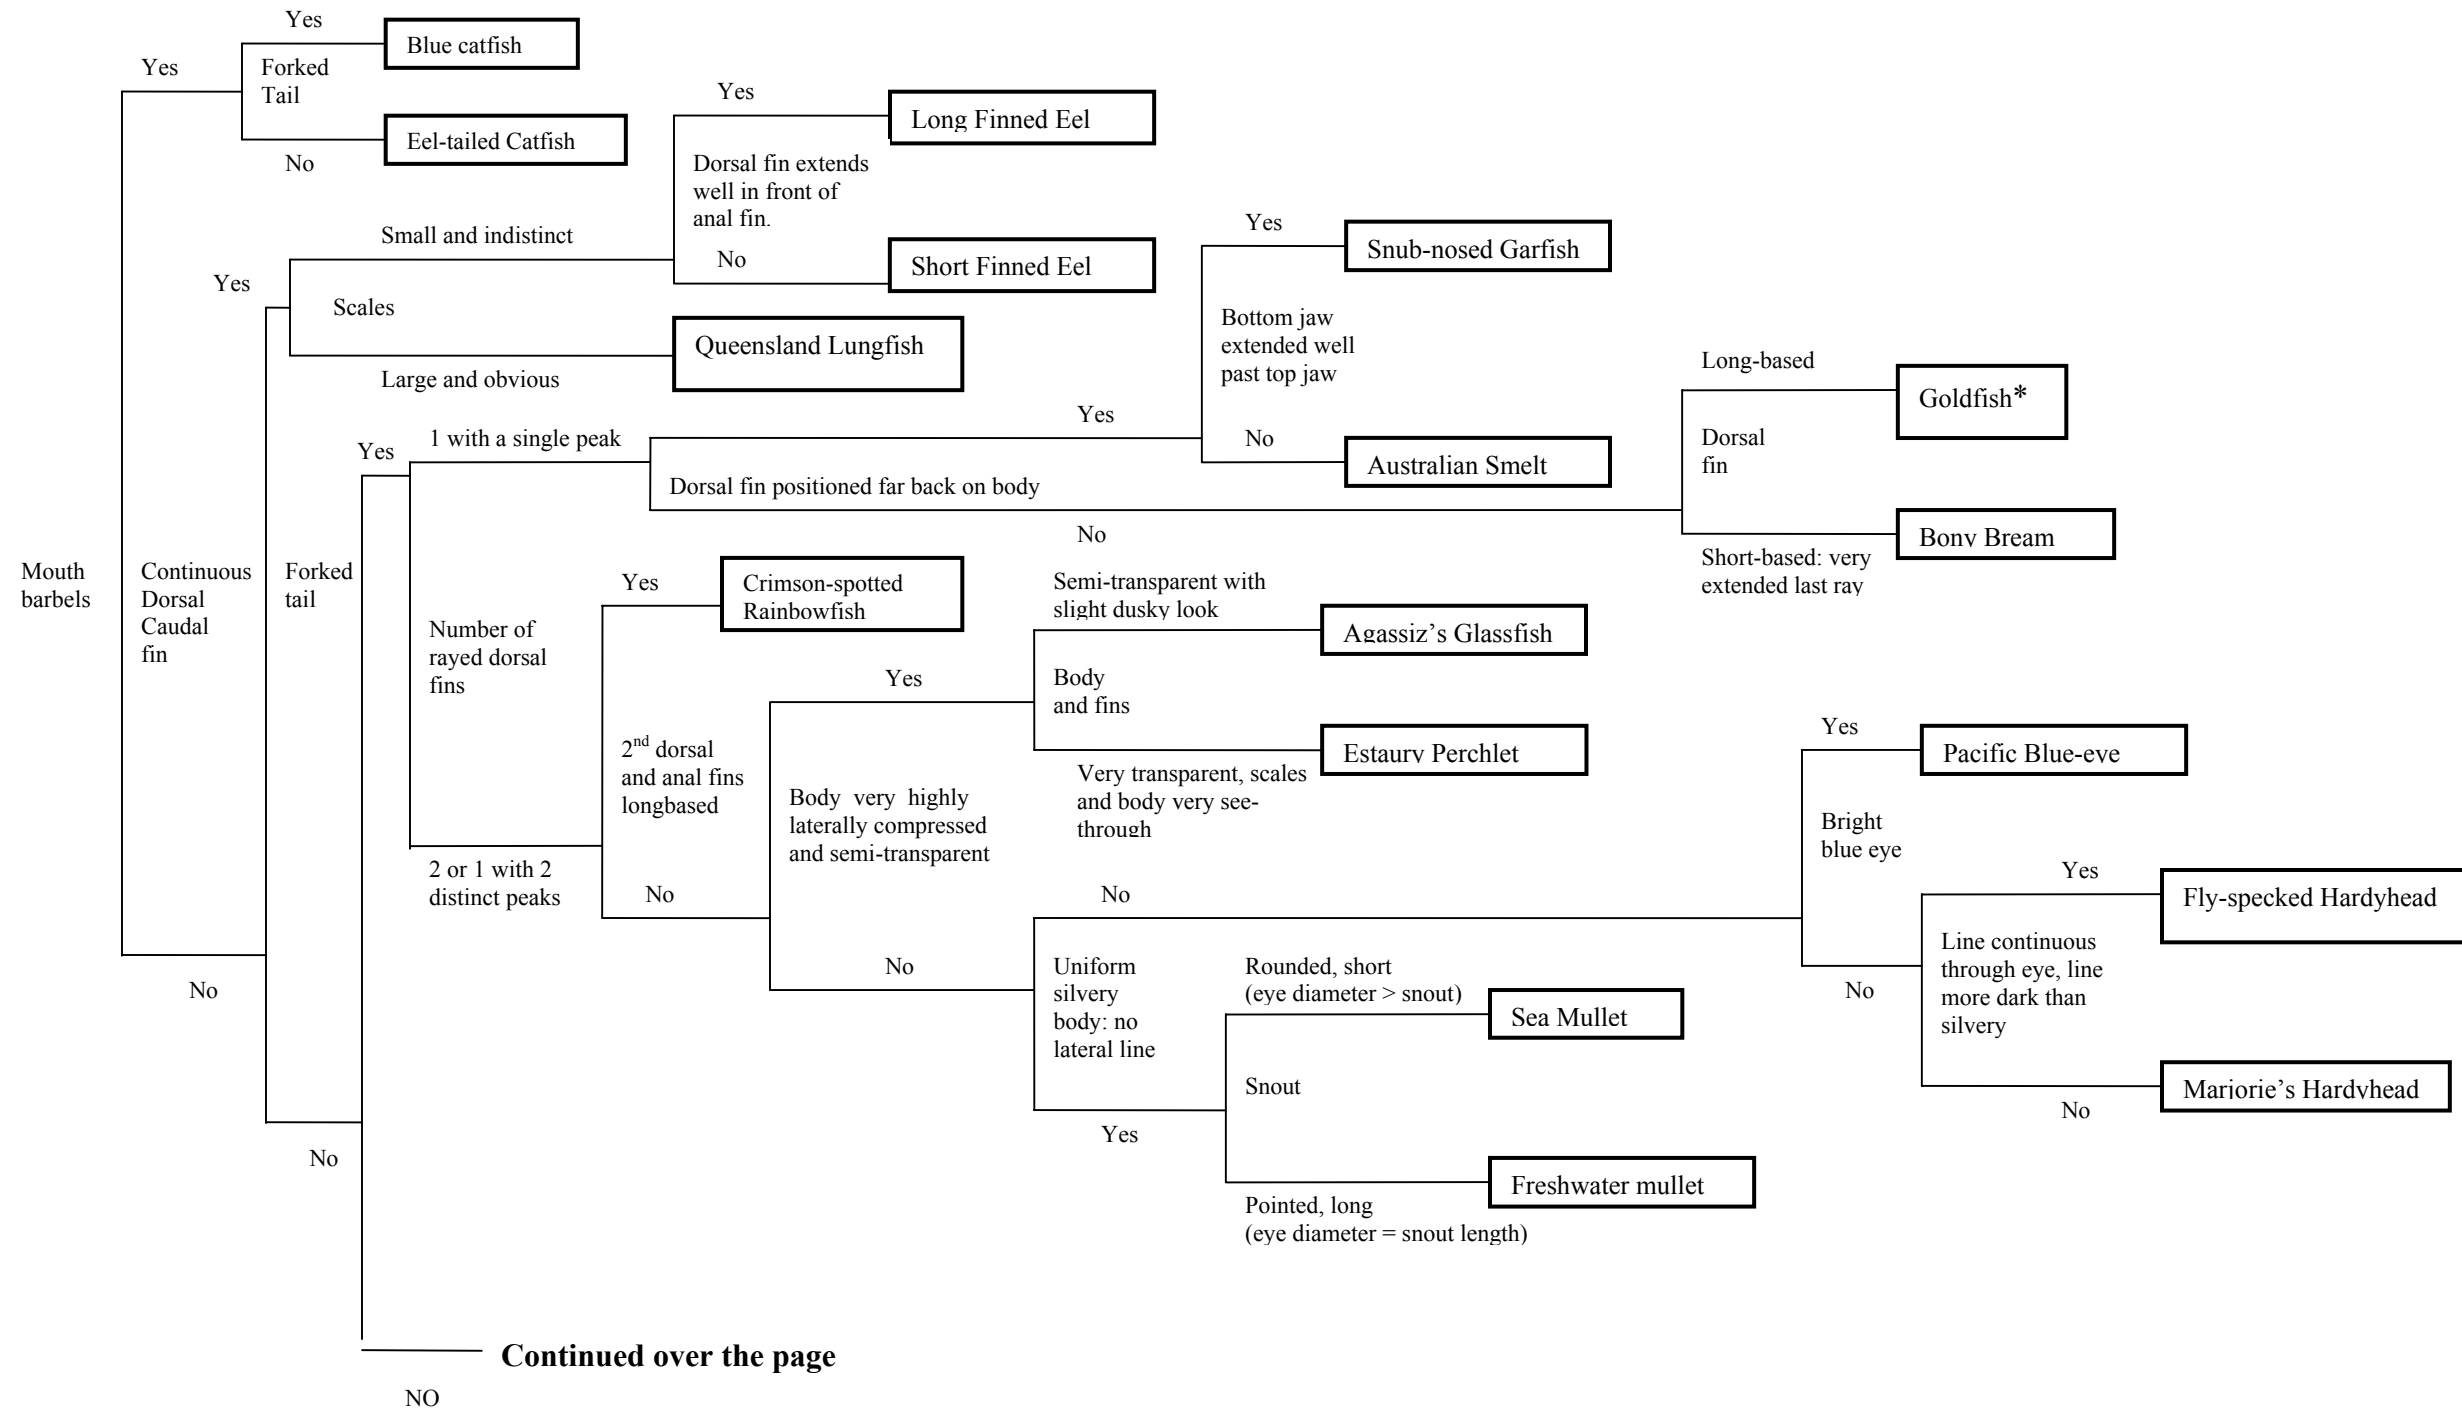 Yes
Blue catfish
Yes
Forked
Tail
Yes
Long Finned Eel
Eel-tailed Catfish
No
Dorsal fin extends
well in front of
anal fin.
Small and indistinct
Yes
Snub-nosed Garfish
No
Short Finned Eel
Yes
Scales
Bottom jaw
extended well
past top jaw
Queensland Lungfish
Large and obvious
Long-based
Goldfish*
Yes
1 with a single peak
Yes
No
Dorsal
fin
Australian Smelt
Dorsal fin positioned far back on body
No
Bony Bream
Short-based: very
extended last ray
Mouth
barbels
Continuous
Dorsal
Caudal
fin
Forked
tail
Yes
Crimson-spotted
Rainbowfish
Semi-transparent with
slight dusky look
Agassiz's Glassfish
Number of
rayed dorsal
fins
Yes
Body
and fins
2nd dorsal
and anal fins
longbased
Estaury Perchlet
Yes
Pacific Blue-eye
Very transparent, scales
and body very see-
through
Body very highly
laterally compressed
and semi-transparent
Bright
blue eye
2 or 1 with 2
distinct peaks
No
No
Yes
Fly-specked Hardyhead
Line continuous
through eye, line
more dark than
silvery
No
Uniform
silvery
body: no
lateral line
Rounded, short
(eye diameter > snout)
Sea Mullet
No
No
Snout
Marjorie's Hardyhead
No
Yes
No
Freshwater mullet
Pointed, long
(eye diameter = snout length)
Continued over the page
NO